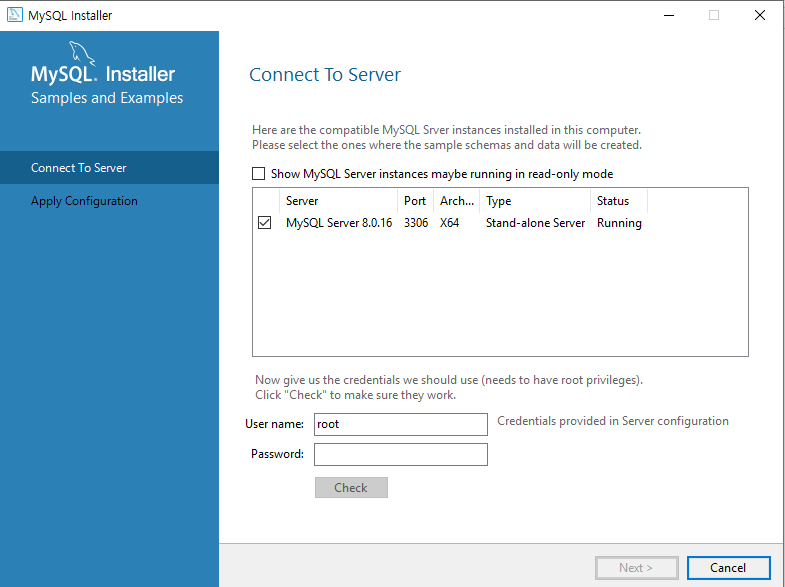 MySQL Installer
MySQL. Installer
Samples and Examples
Connect To Server
Apply Configuration
Connect To Server
Here are the compatible MySQL Srver instances installed in this computer.
Please select the ones where the sample schemas and data will be created.
Show MySQL Server instances maybe running in read-only mode
Server Port Arch... Type Status
MySQL Server 8.0.16 3306 X64 Stand-alone Server Running
Now give us the credentials we should use (needs to have root privileges).
Click "Check" to make sure they work.
User name: root Credentials provided in Server configuration
Password:
Check
Next > Cancel